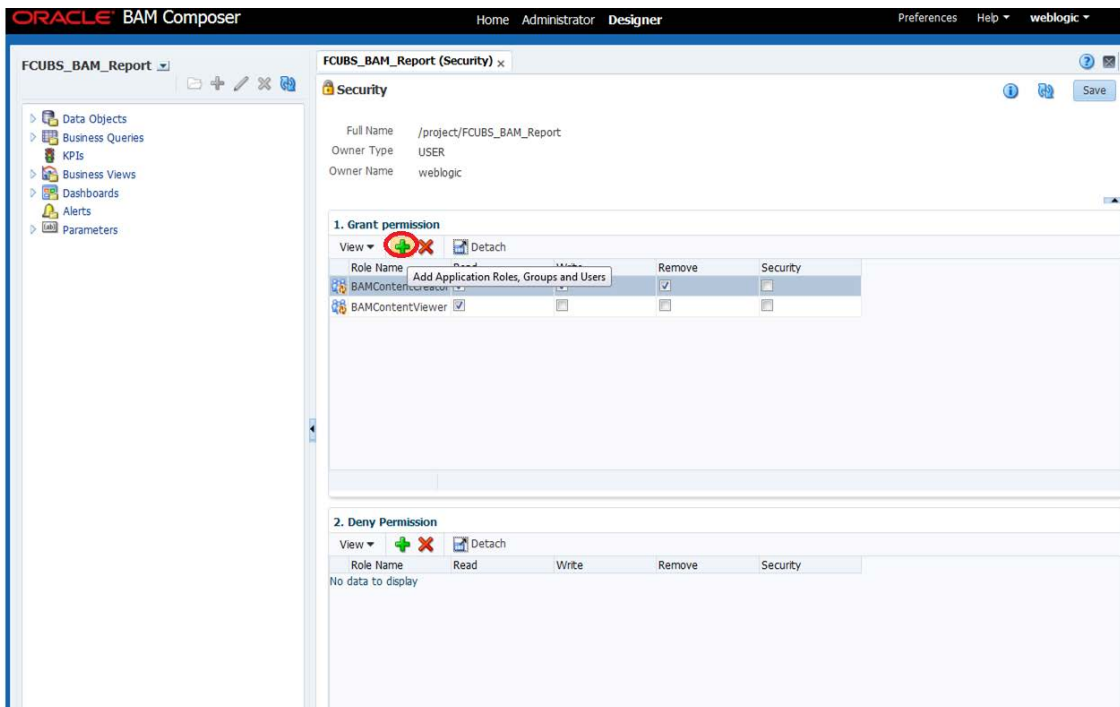 ORACLE BAM Composer
Home Administrator Designer
Preferences Help weblogic
FCUBS_BAM_Report
FCUBS_BAM_Report (Security)
Security
Save
Data Objects
Business Queries
KPIs
Business Views
Dashboards
Alerts
Parameters
Full Name /project/FCUBS_BAM_Report
Owner Type USER
Owner Name weblogic
1. Grant permission
View Detach
Role Name Remove Security
Add Application Roles, Groups and Users
BAMContentCreator
BAMContentViewer
2. Deny Permission
View Detach
Role Name Read Write Remove Security
No data to display